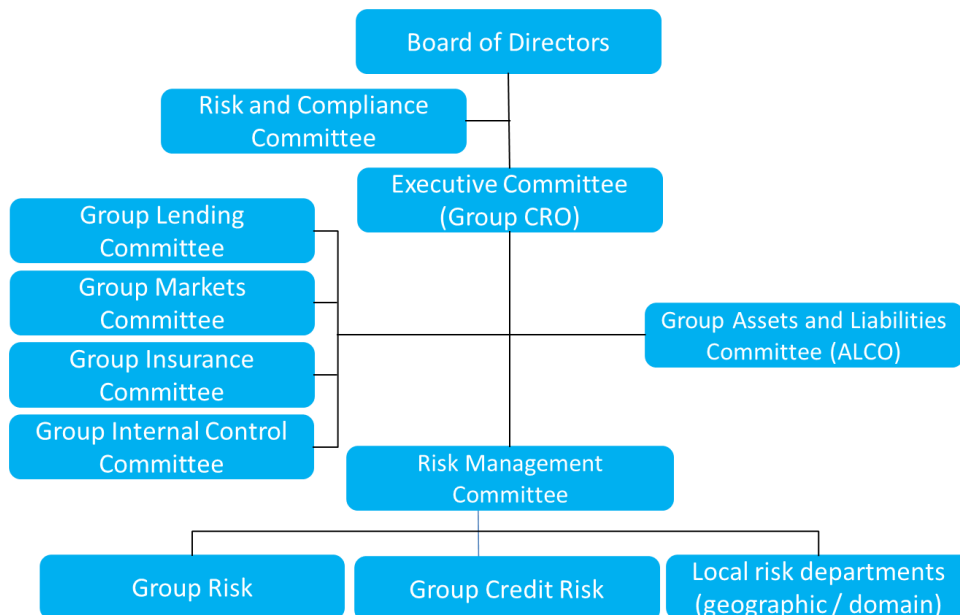 Board of Directors
Risk and Compliance
Committee
Executive Committee
(Group CRO)
Group Lending
Committee
Group Markets
Committee
Group Insurance
Committee
Group Internal Control
Committee
Group Assets and Liabilities
Committee (ALCO)
Risk Management
Committee
Group Risk
Group Credit Risk
Local risk departments
(geographic / domain)